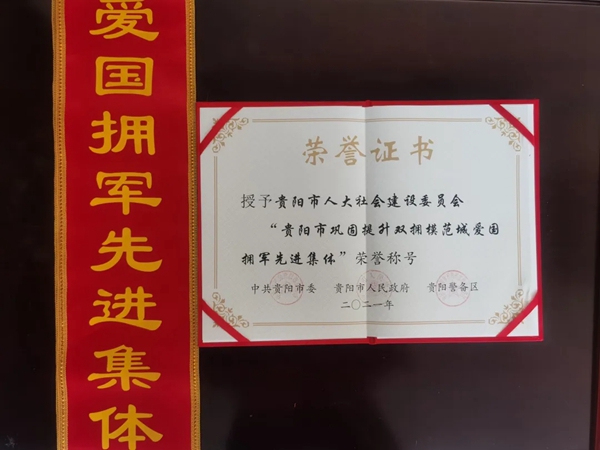 爱国拥军先进集体
荣誉证书
授予贵阳市人大社会建设委员会
“贵阳市巩固提升双拥模范城爱国
拥军先进集体”荣誉称号
中共贵阳市委 贵阳市人民政府 贵阳警备区
二〇二一年